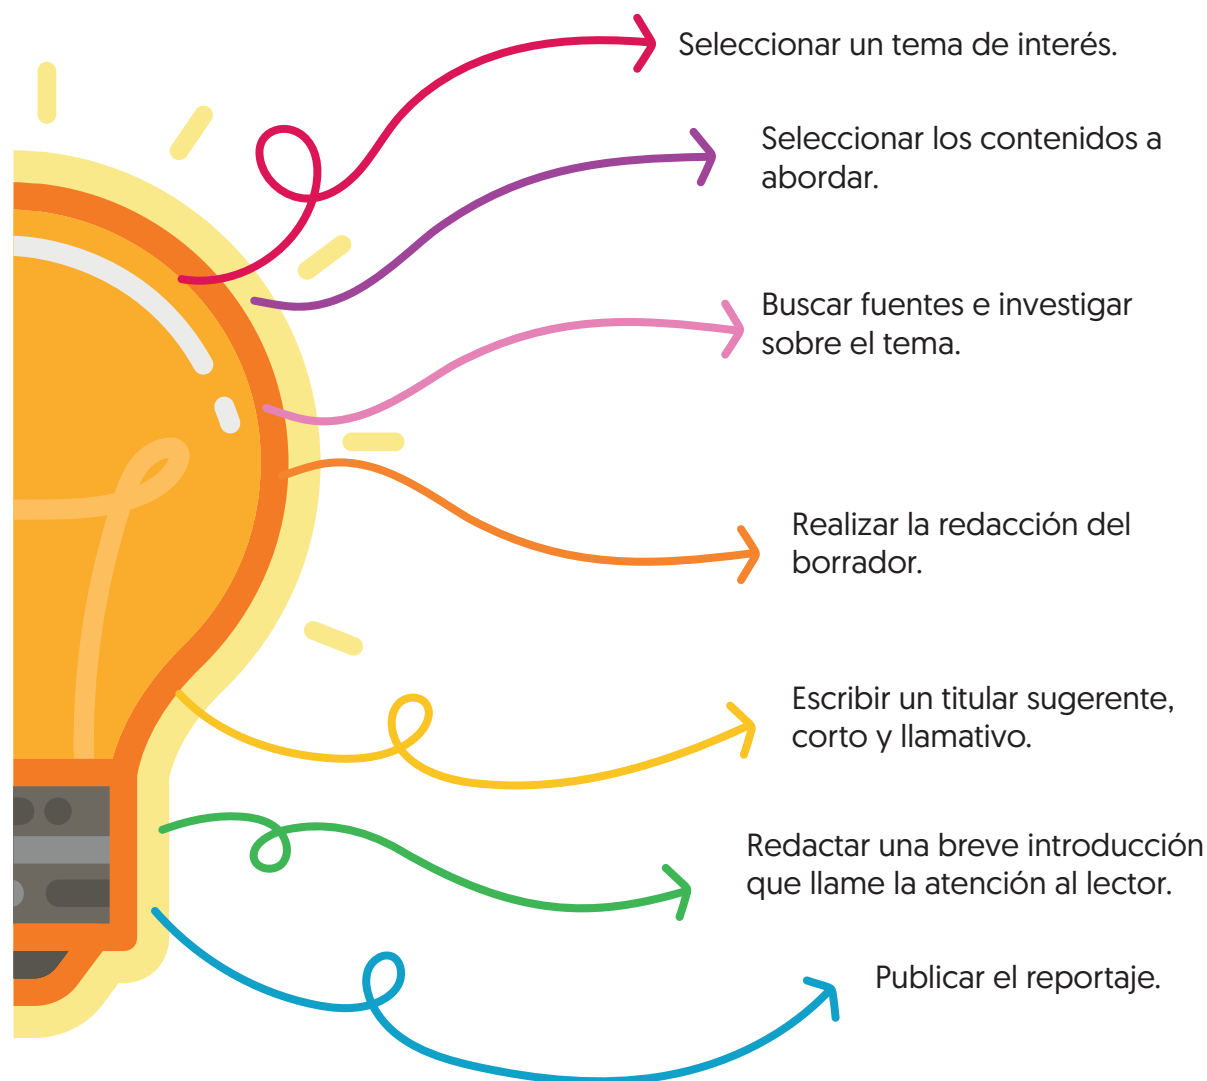 Seleccionar un tema de interés.
Seleccionar los contenidos a
abordar.
Buscar fuentes e investigar
sobre el tema.
Realizar la redacción del
borrador.
Escribir un titular sugerente,
corto y llamativo.
Redactar una breve introducción
que llame la atención al lector.
Publicar el reportaje.